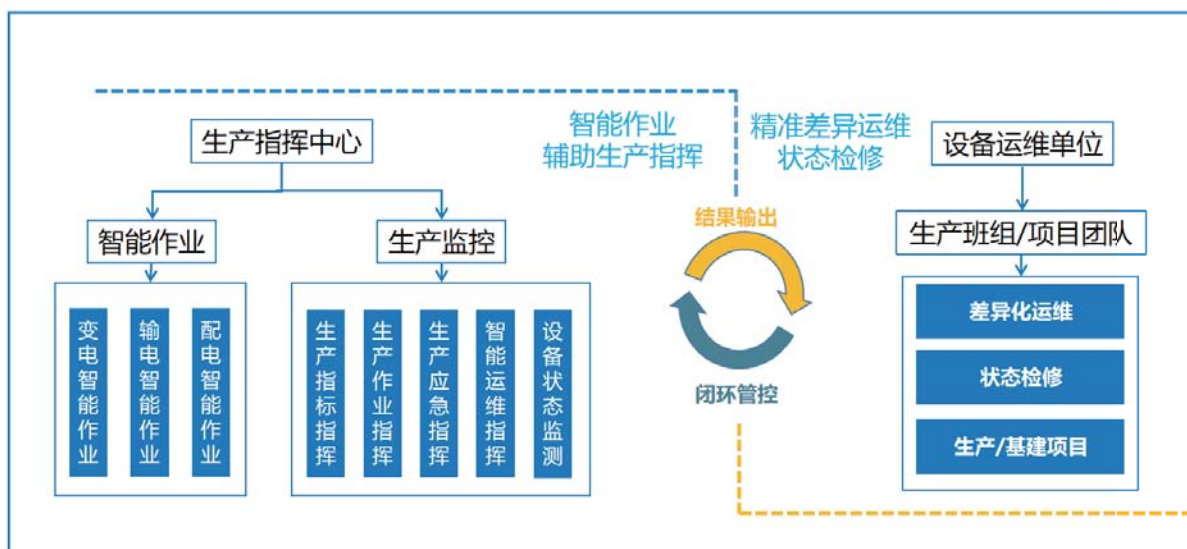 智能作业
辅助生产指挥
精准差异运维
状态检修
生产指挥中心
设备运维单位
结果输出
智能作业
生产监控
生产班组/项目团队
变电智能作业
输电智能作业
配电智能作业
生产指标指挥
生产作业指挥
生产应急指挥
智能运维指挥
设备状态监测
差异化运维
状态检修
生产/基建项目
闭环管控